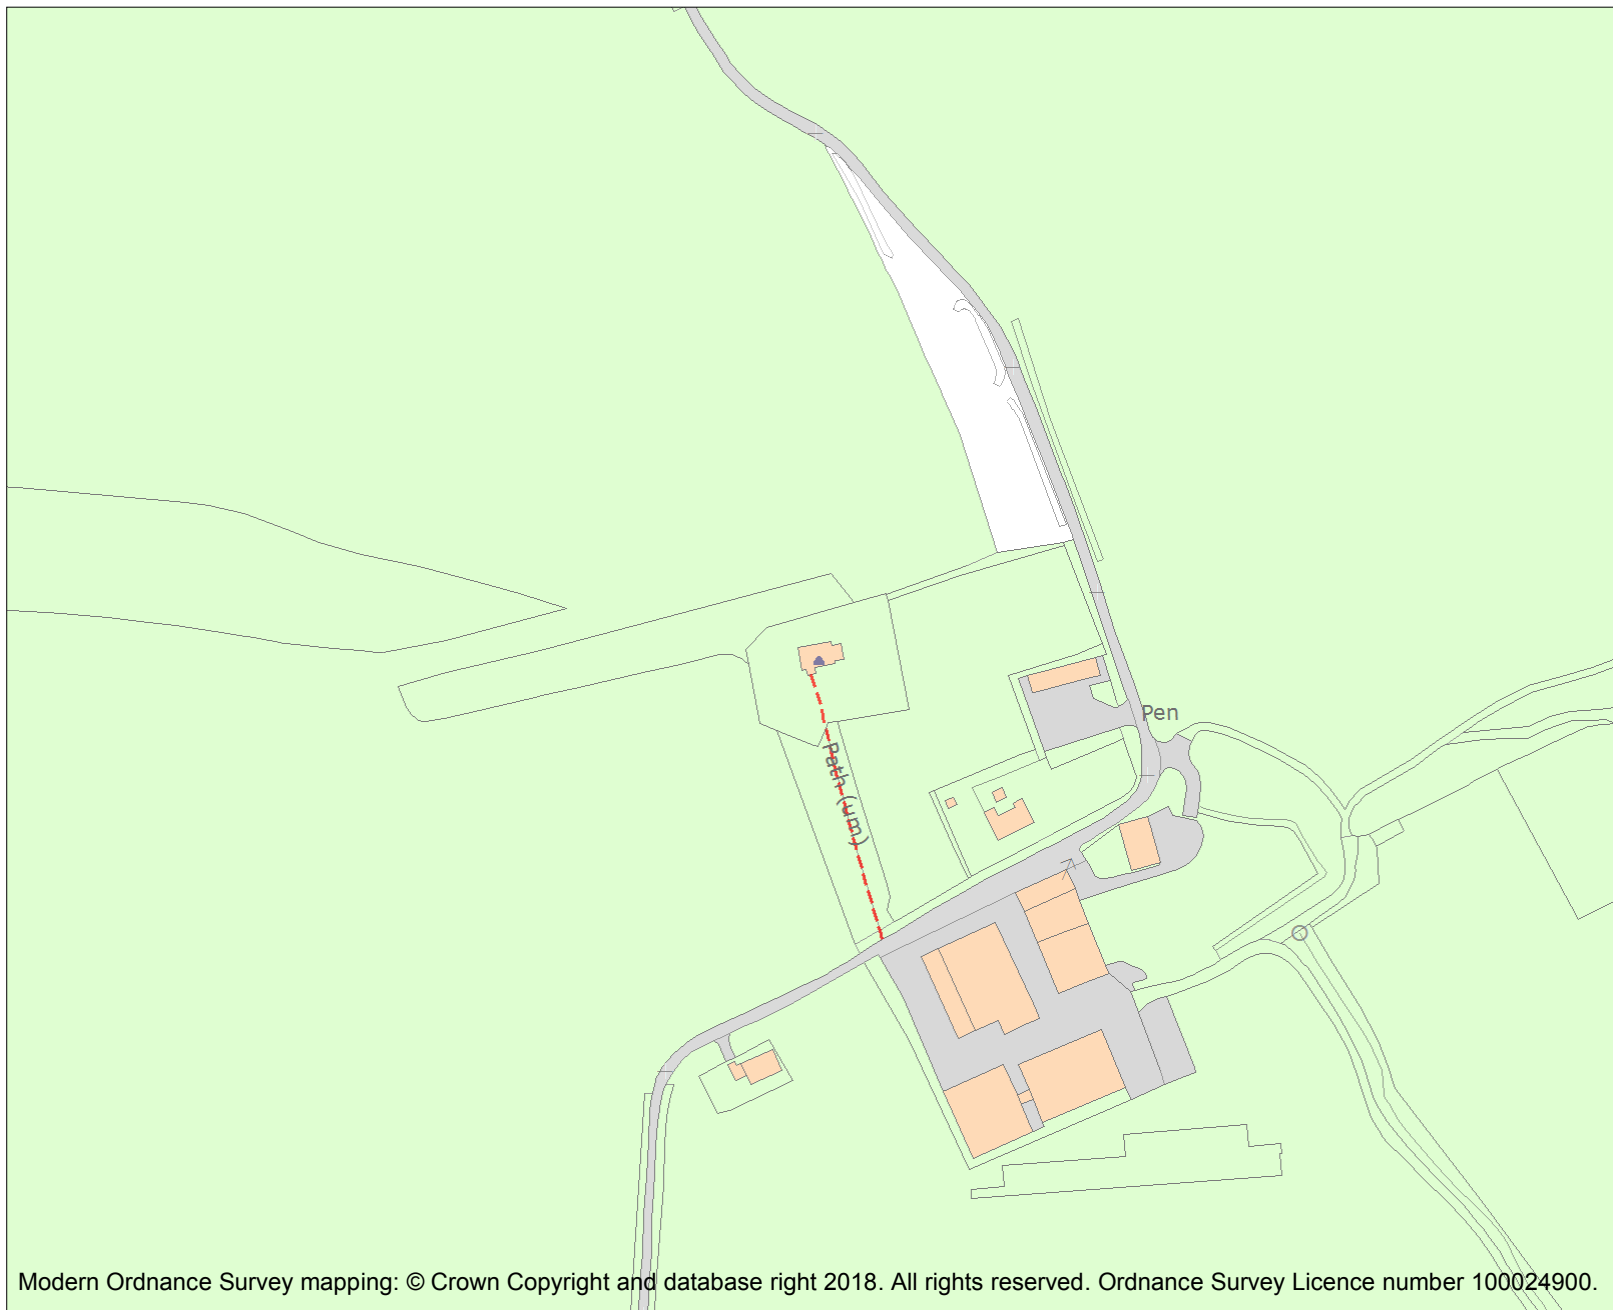 Pen
Path (um)
Modern Ordnance Survey mapping: © Crown Copyright and database right 2018. All rights reserved. Ordnance Survey Licence number 100024900.